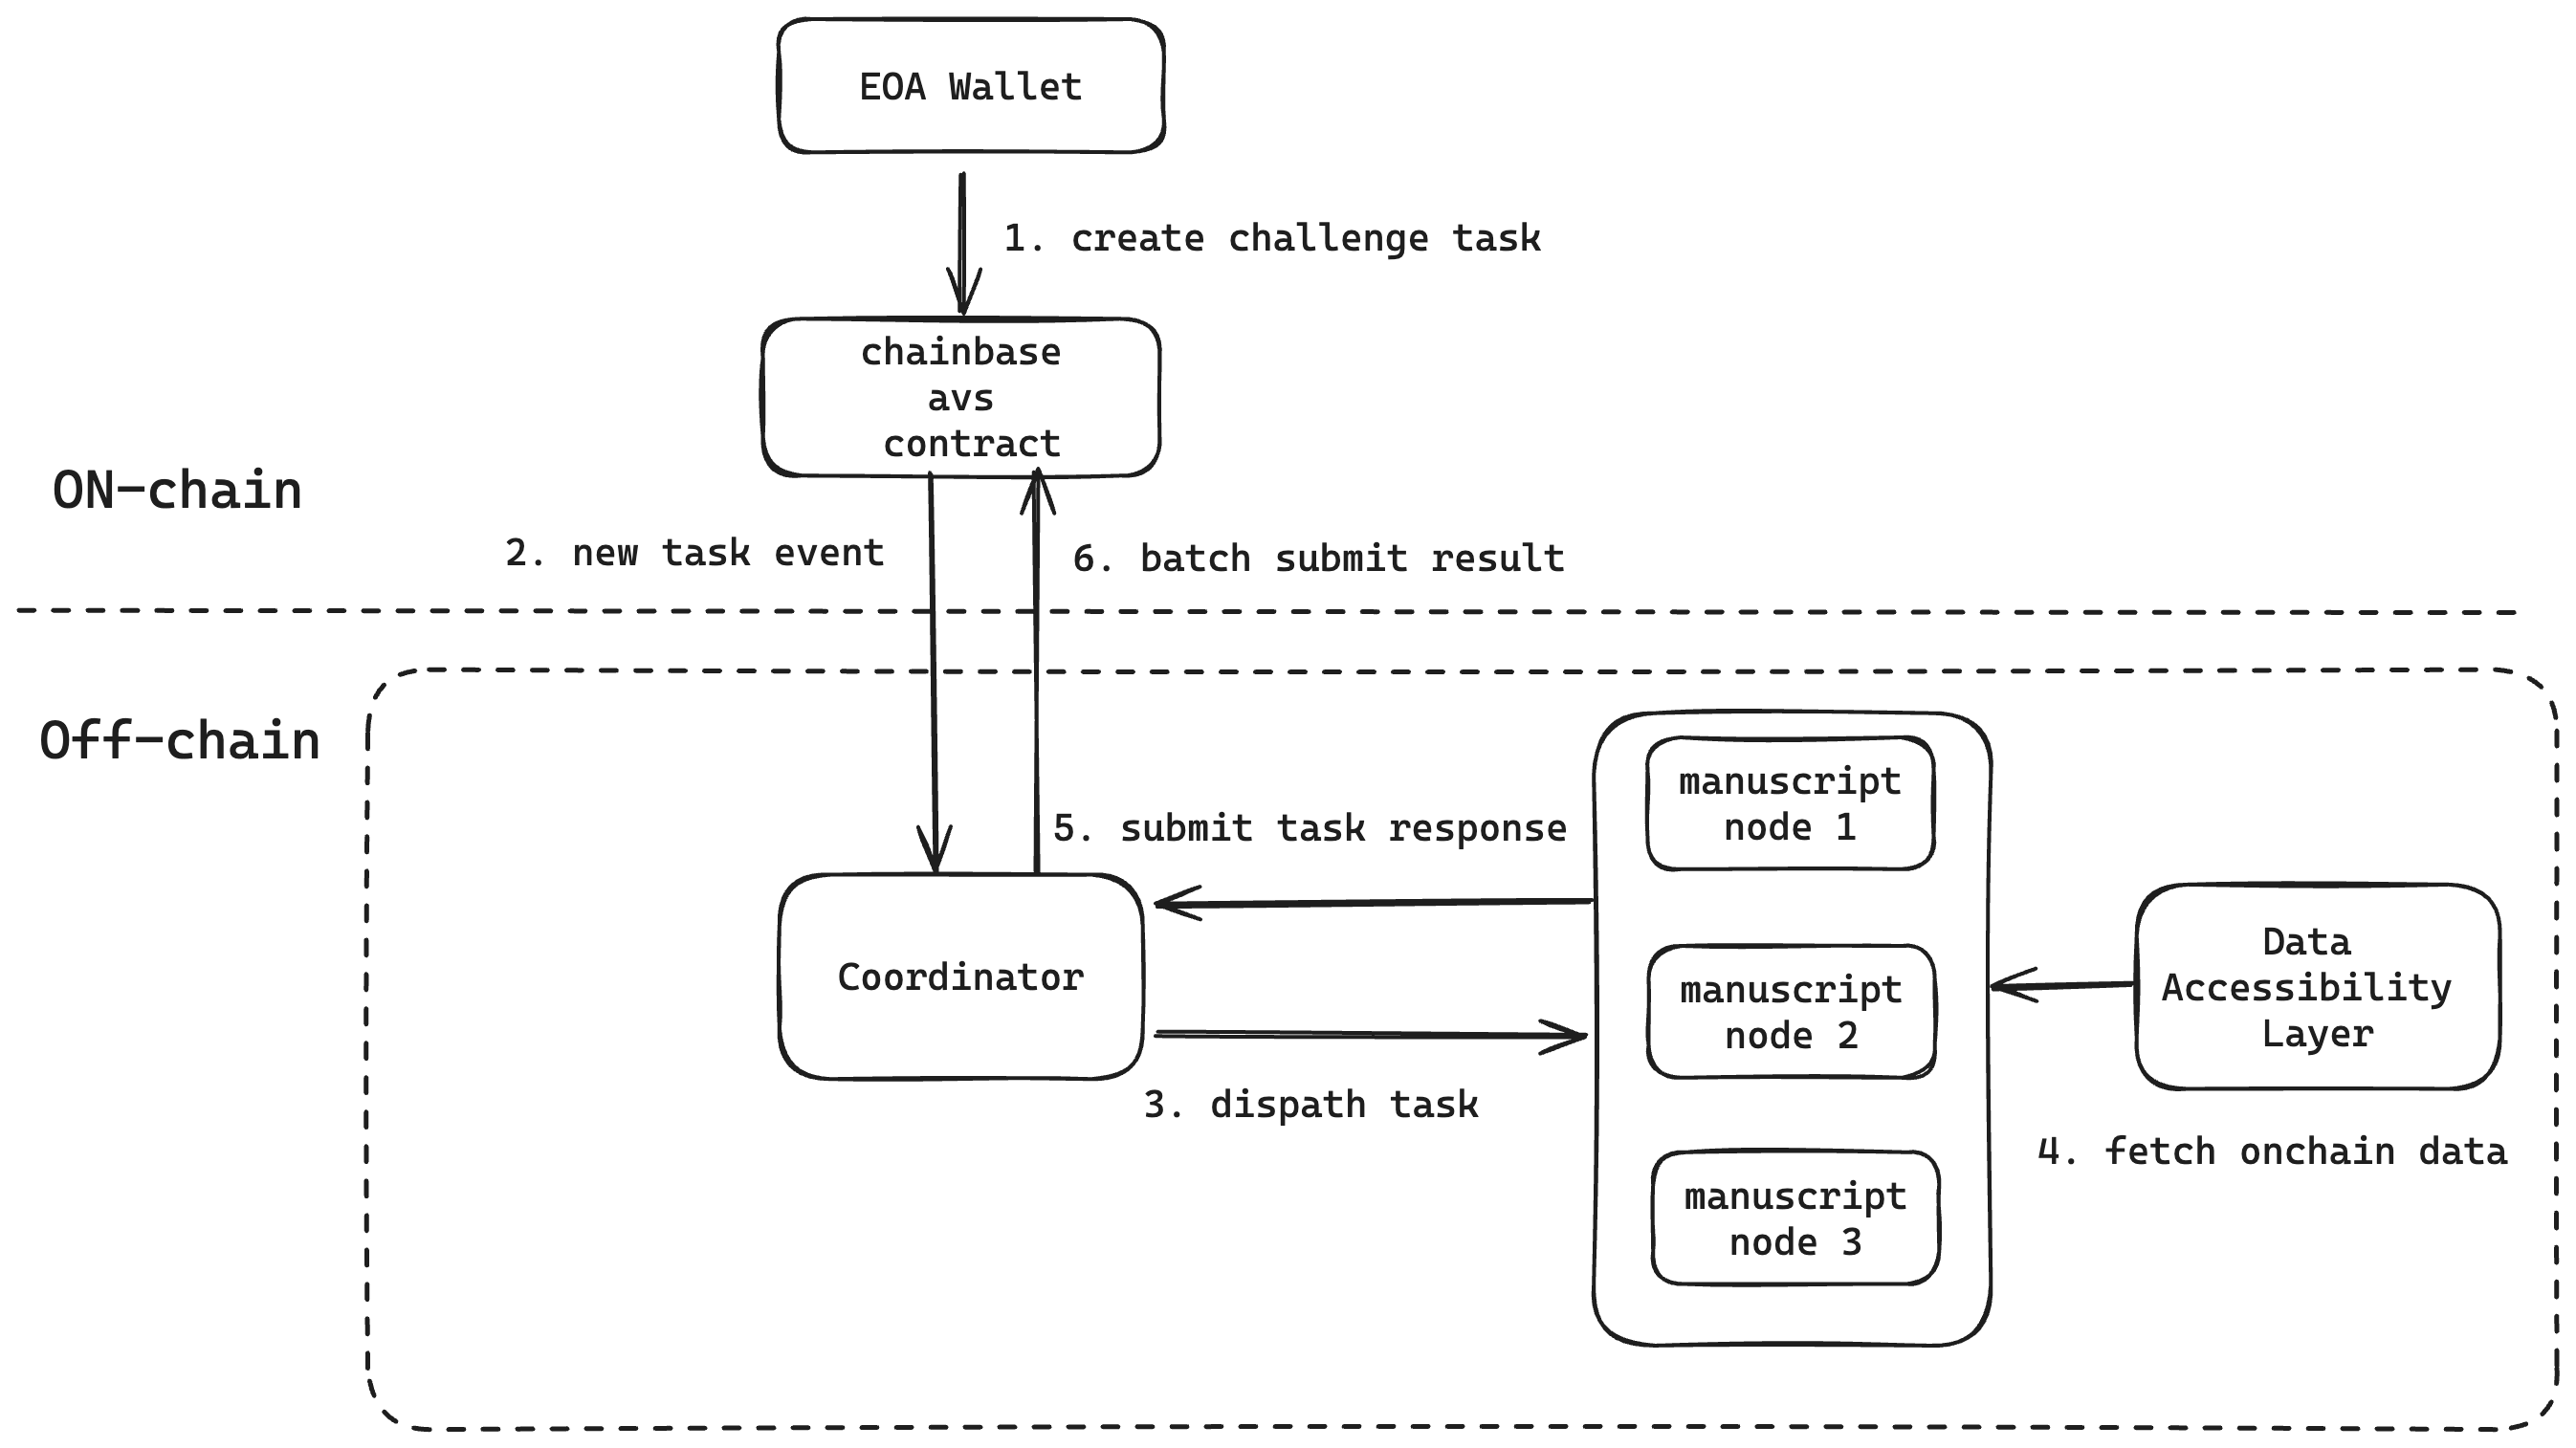 EOA Wallet
1. create challenge task
chainbase
avs
contract
ON-chain
2. new task event
6. batch submit result
Off-chain
manuscript
node 1
5. submit task response
Data
Accessibility
Layer
Coordinator
manuscript
node 2
3. dispath task
4. fetch onchain data
manuscript
node 3